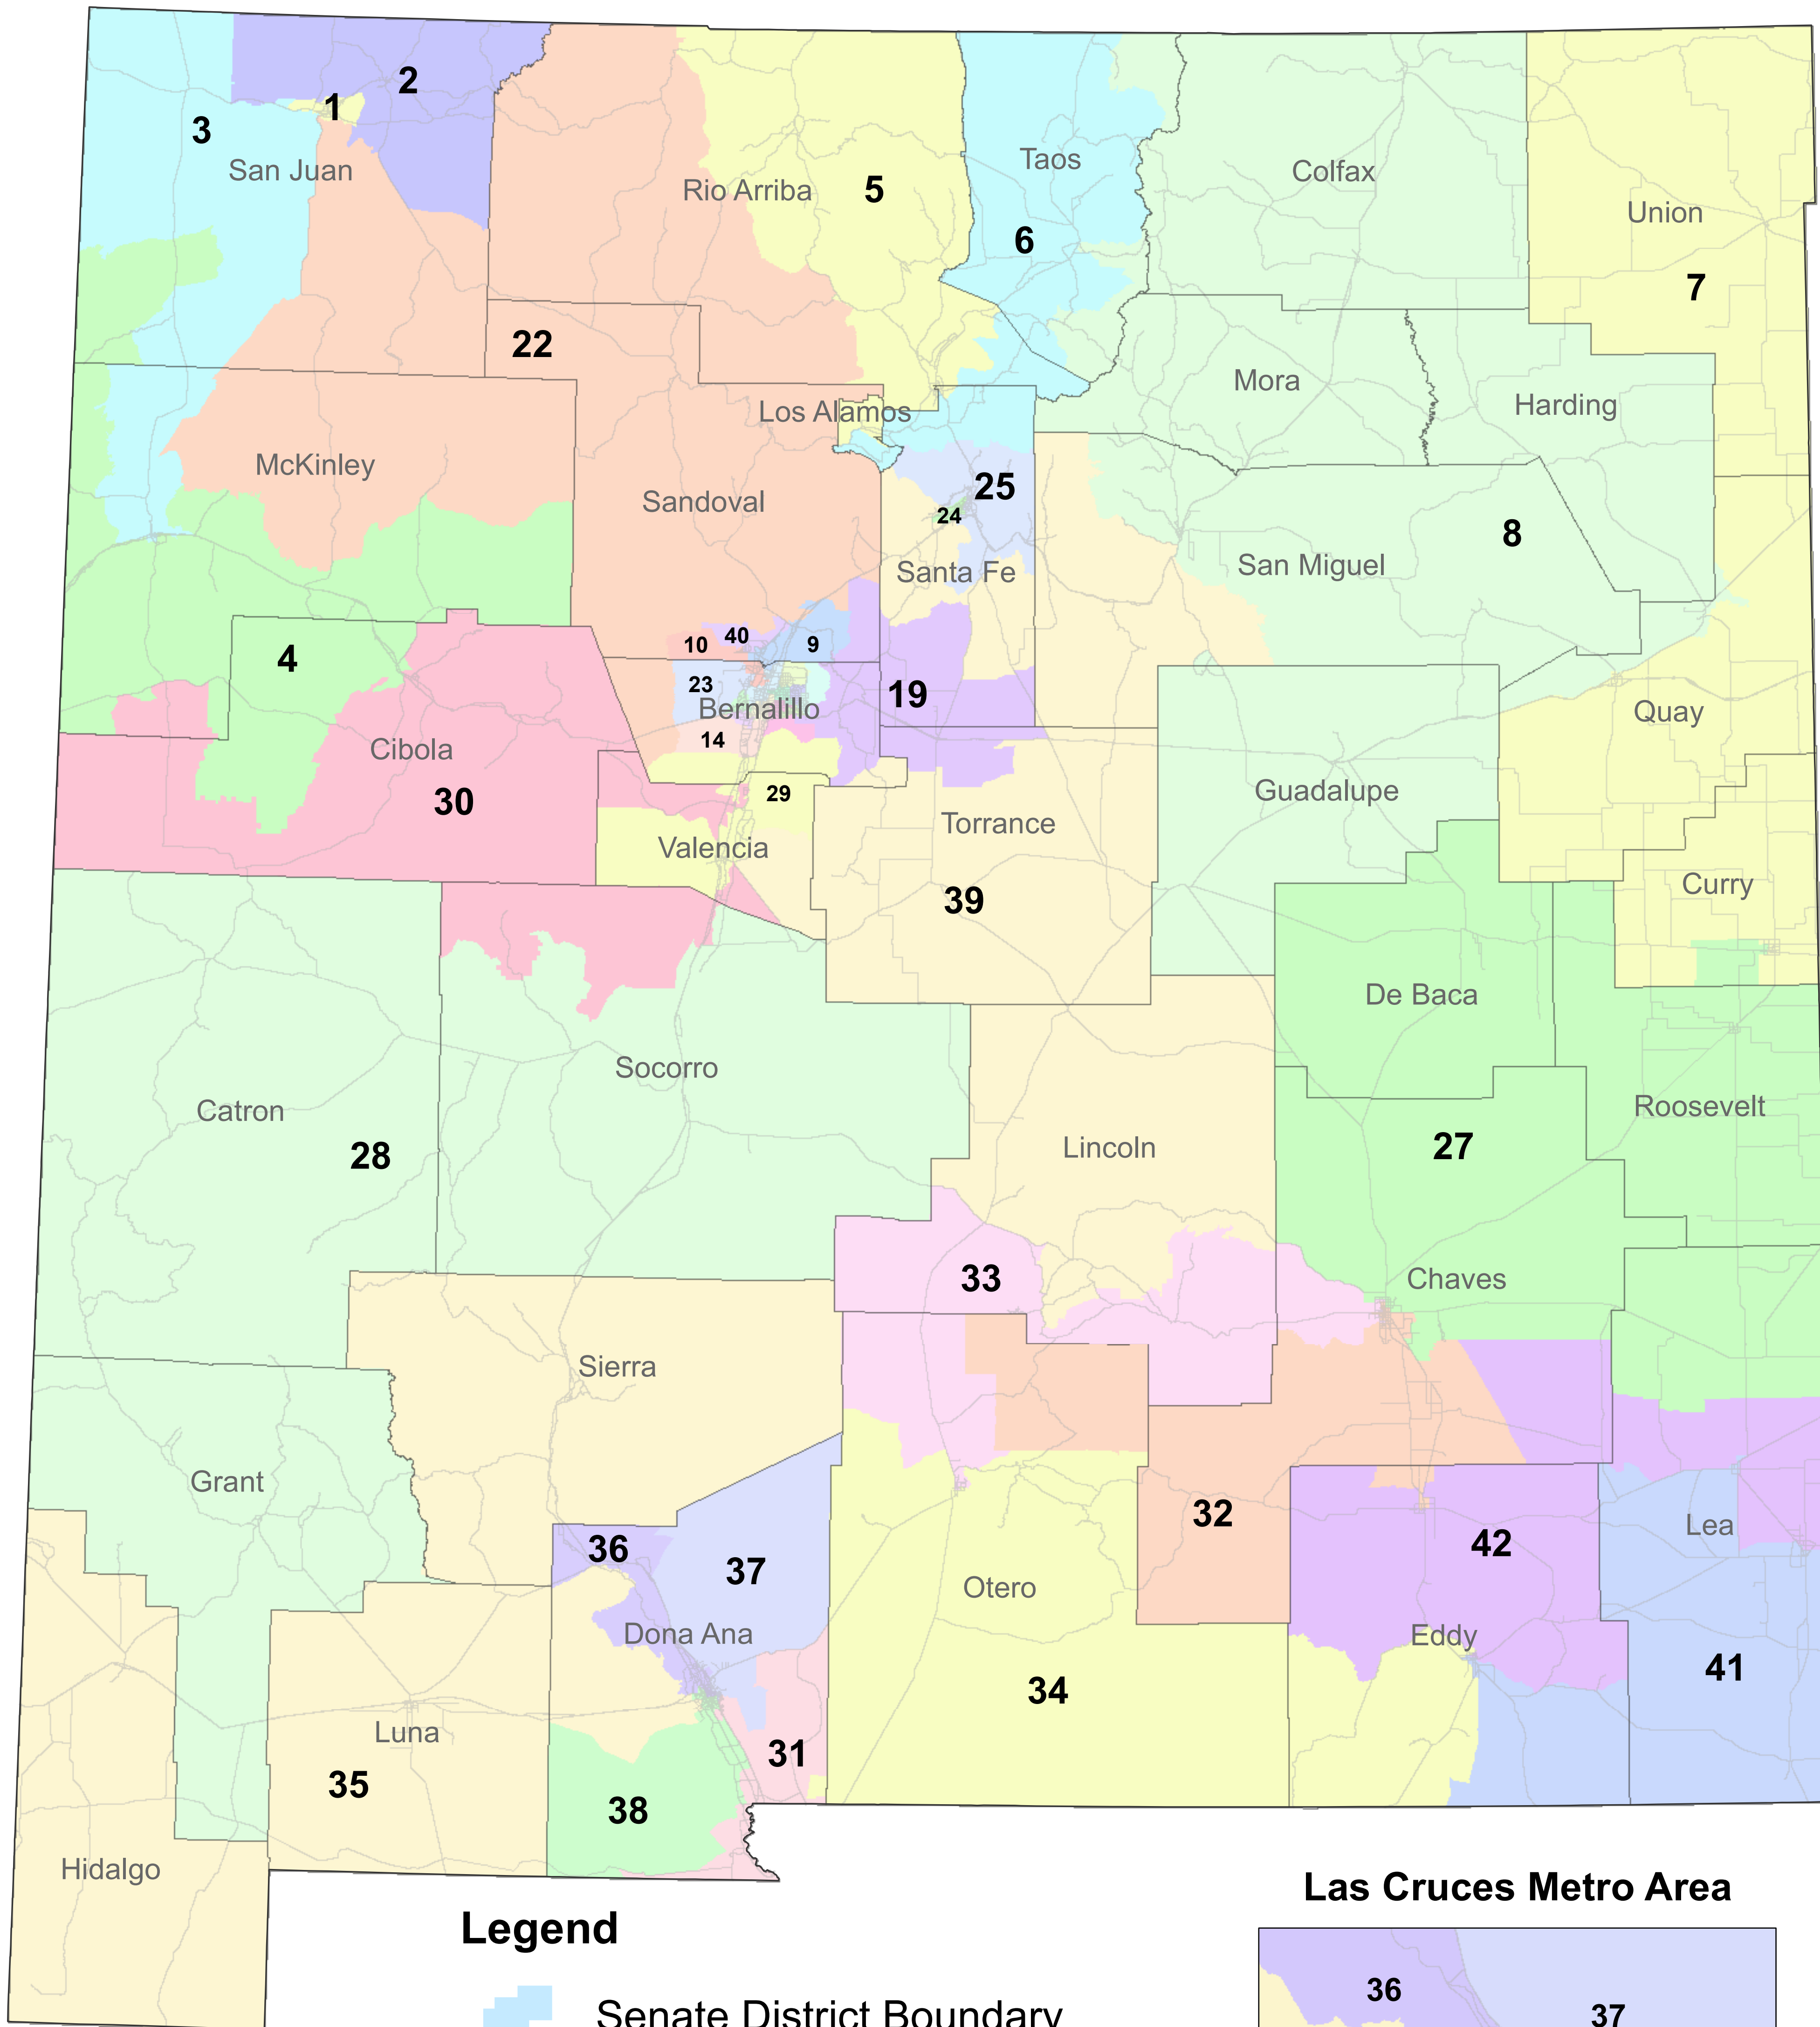 2
1
3
San Juan
Taos
Colfax
Rio Arriba
5
Union
6
7
22
Mora
Harding
Los Alamos
McKinley
25
Sandoval
24
8
San Miguel
Santa Fe
40
10
9
4
23
19
Bernalillo
Quay
14
Cibola
Guadalupe
29
30
Torrance
Valencia
Curry
39
De Baca
Socorro
Roosevelt
Catron
27
Lincoln
28
33
Chaves
Sierra
Grant
32
Lea
42
36
37
Otero
Dona Ana
Eddy
41
34
Luna
31
35
38
Hidalgo
Las Cruces Metro Area
Legend
36
Senate District Boundary
37